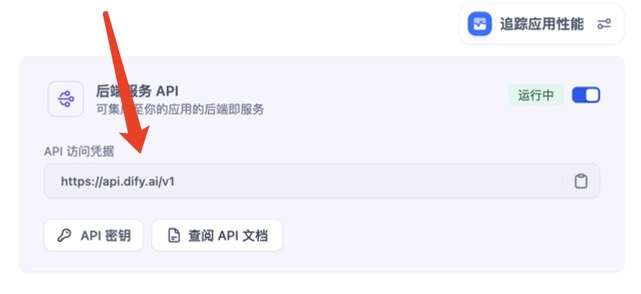 追踪应用性能
后端服务 API
可集成至你的应用的后端即服务
运行中
API 访问凭据
https://api.dify.ai/v1
API 密钥
查阅 API 文档